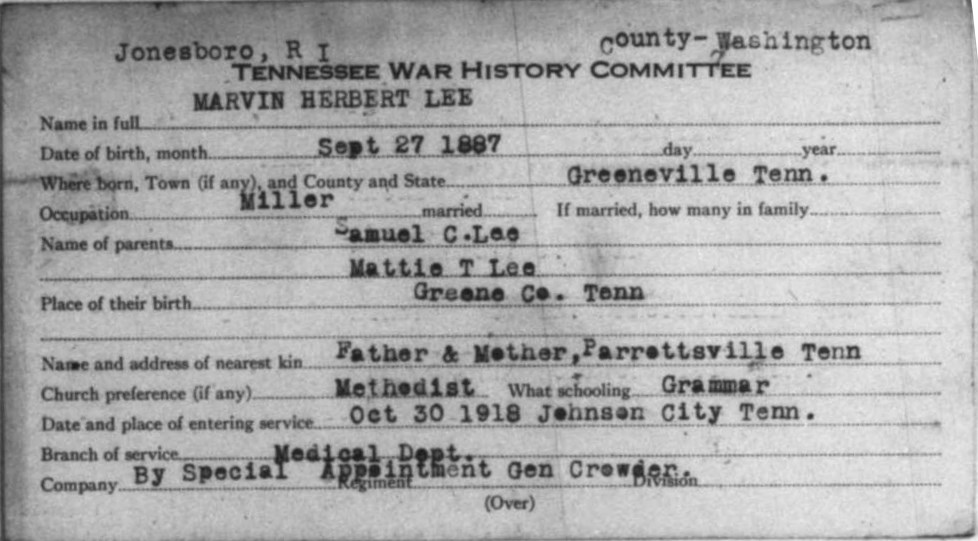 Jonesboro, R I County-Washington
TENNESSEE WAR HISTORY COMMITTEE
MARVIN HERBERT LEE
Name in full
Date of birth, month Sept 27 1887 day year
Where born, Town (if any), and County and State Greeneville Tenn.
Occupation Miller married If married, how many in family
Name of parents Samuel C.Lee
Mattie T Lee
Place of their birth Greene Co. Tenn
Name and address of nearest kin Father & Mother,Parrottsville Tenn
Church preference (if any) Methodist What schooling Grammar
Date and place of entering service Oct 30 1918 Johnson City Tenn.
Branch of service Medical Dept.
By Special Appointment Gen Crowder.
Company Regiment Division
(Over)